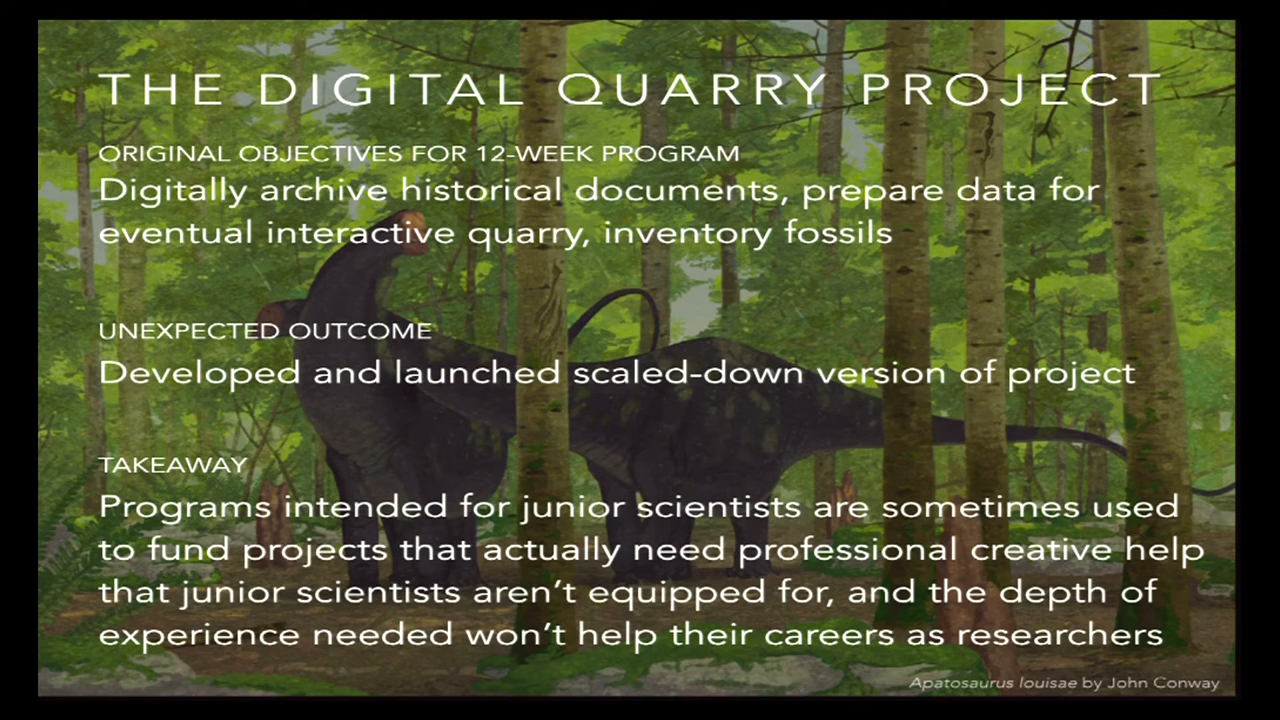 THE DIGITAL QUARRY PROJECT
ORIGINAL OBJECTIVES FOR 12-WEEK PROGRAM
Digitally archive historical documents, prepare data for
eventual interactive quarry, inventory fossils
UNEXPECTED OUTCOME
Developed and launched scaled-down version of project
TAKEAWAY
Programs intended for junior scientists are sometimes used
to fund projects that actually need professional creative help
that junior scientists aren't equipped for, and the depth of
experience needed won't help their careers as researchers
Apatosaurus louisae by John Conway